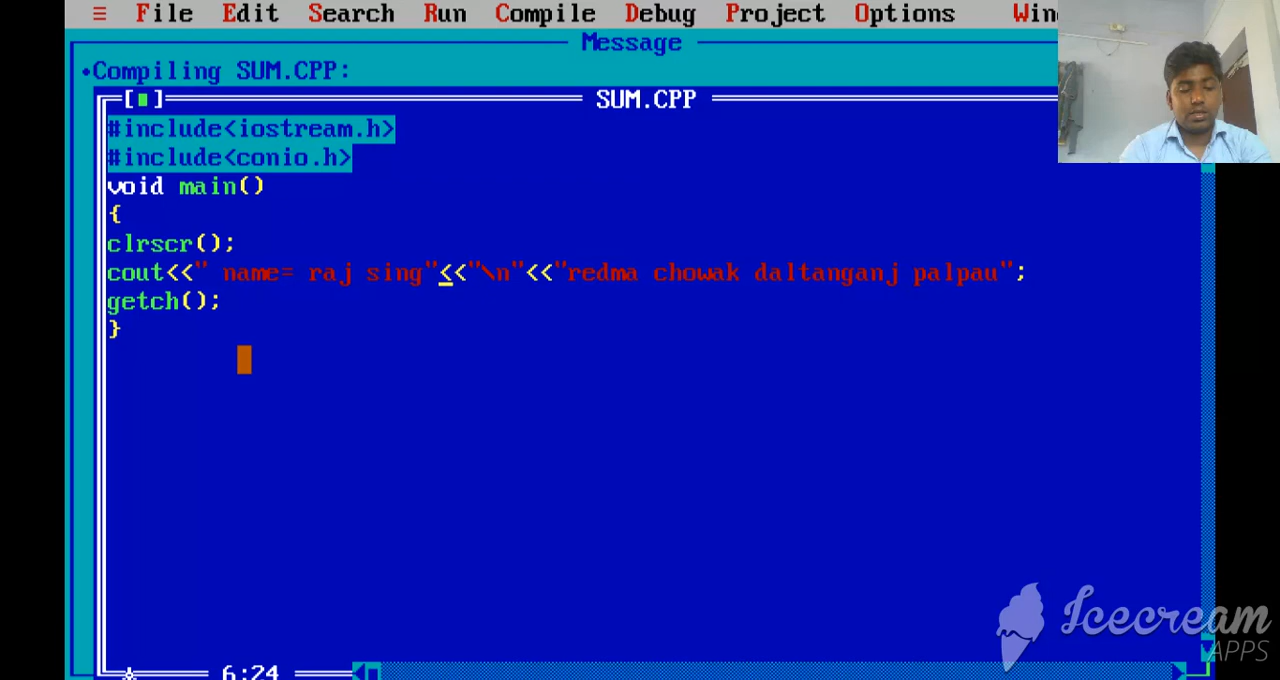 ≡ File Edit Search Run Compile Debug Project Options
Message
•Compiling SUM.CPP:
[■] SUM.CPP
#include<iostream.h>
#include<conio.h>
void main()
{
clrscr();
cout<<" name= raj sing"<<"\n"<<"redma chowak daltanganj palpau";
getch();
}
6:24
Icecream
APPS